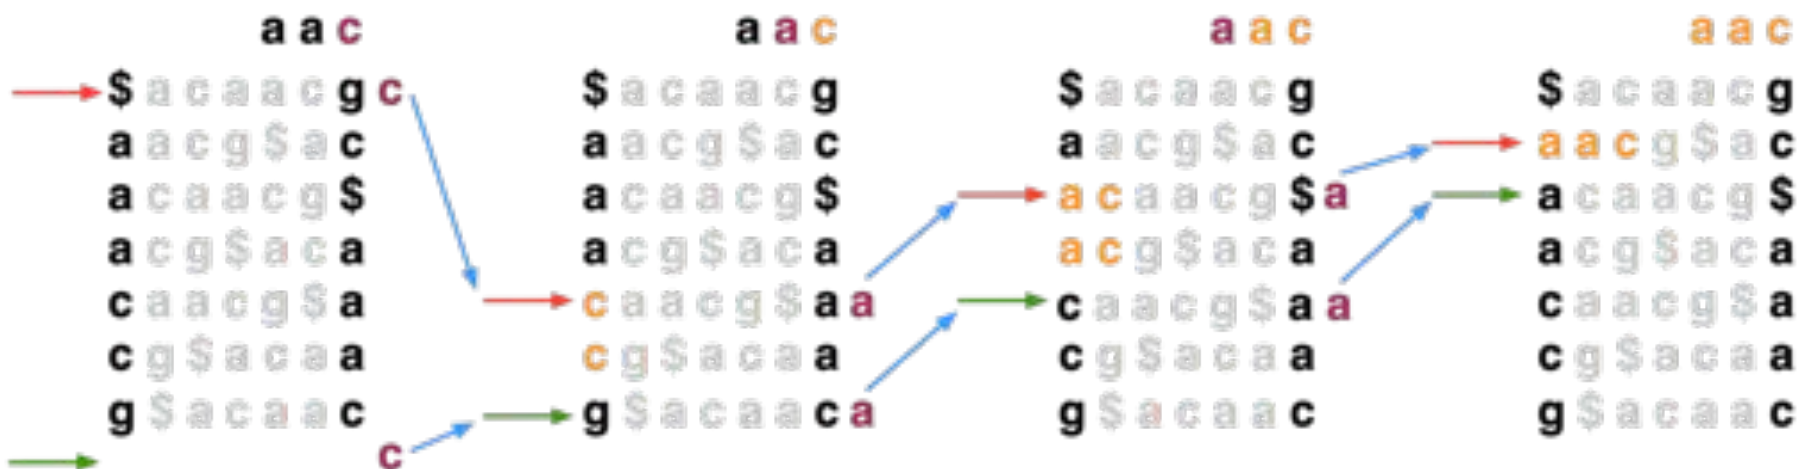 a a c a a c a a c a a c
$ a c a a c g c $ a c a a c g $ a c a a c g $ a c a a c g
a a c g $ a c a a c g $ a c a a c g $ a c a a c g $ a c
a c a a c g $ a c a a c g $ a c a a c g $ a a c a a c g $
a c g $ a c a a c g $ a c a a c g $ a c a a c g $ a c a
c a a c g $ a c a a c g $ a a c a a c g $ a a c a a c g $ a
c g $ a c a a c g $ a c a a c g $ a c a a c g $ a c a a
g $ a c a a c g $ a c a a c a g $ a c a a c g $ a c a a c
c